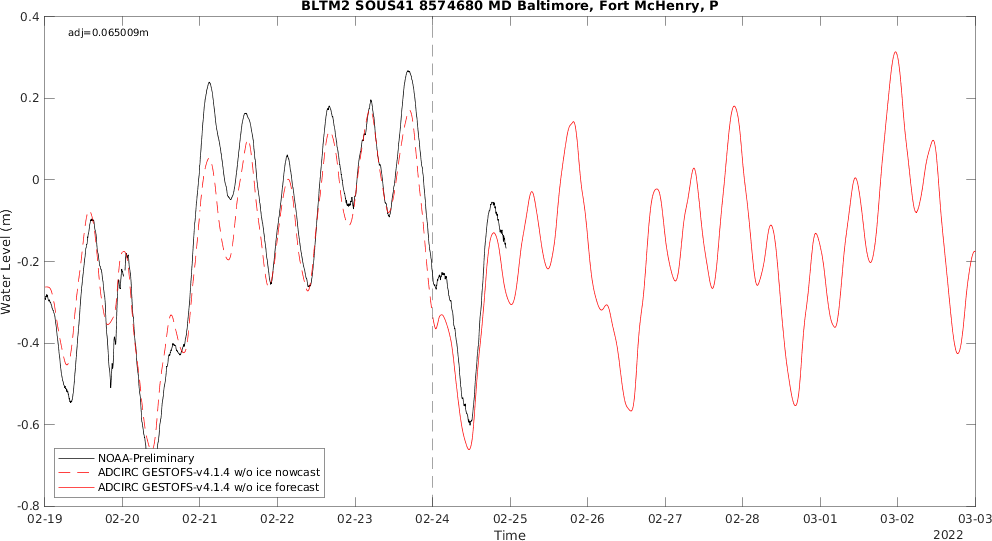 BLTM2 SOUS41 8574680 MD Baltimore, Fort McHenry, P
adj=0.065009m
0.4
0.2
0
-0.2
-0.4
-0.6
-0.8
Water Level (m)
NOAA-Preliminary
ADCIRC GESTOFS-v4.1.4 w/o ice nowcast
ADCIRC GESTOFS-v4.1.4 w/o ice forecast
02-19 02-20 02-21 02-22 02-23 02-24 02-25 02-26 02-27 02-28 03-01 03-02 03-03
Time
2022